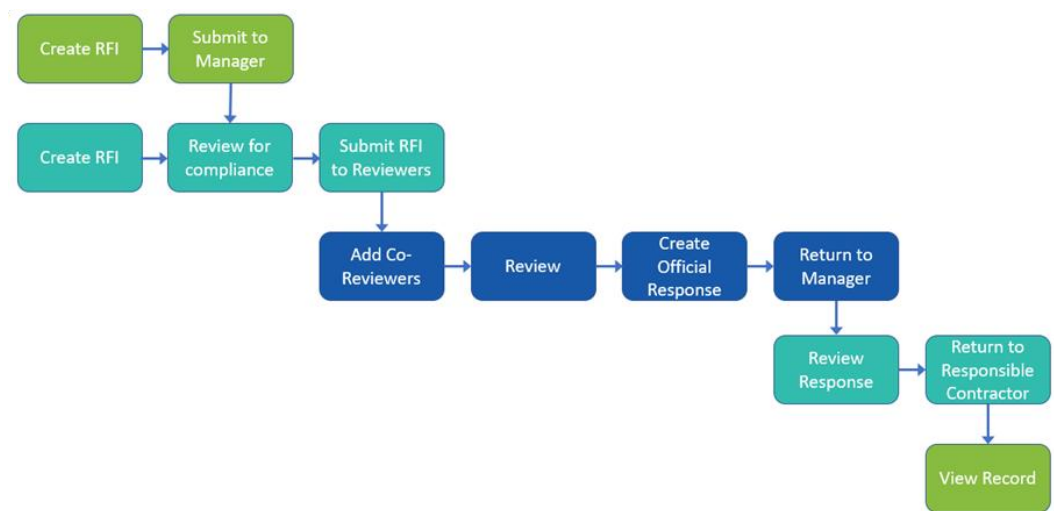 Create RFI
Submit to
Manager
Create RFI
Review for
compliance
Submit RFI
to Reviewers
Add Co-
Reviewers
Review
Create
Official
Response
Return to
Manager
Review
Response
Return to
Responsible
Contractor
View Record